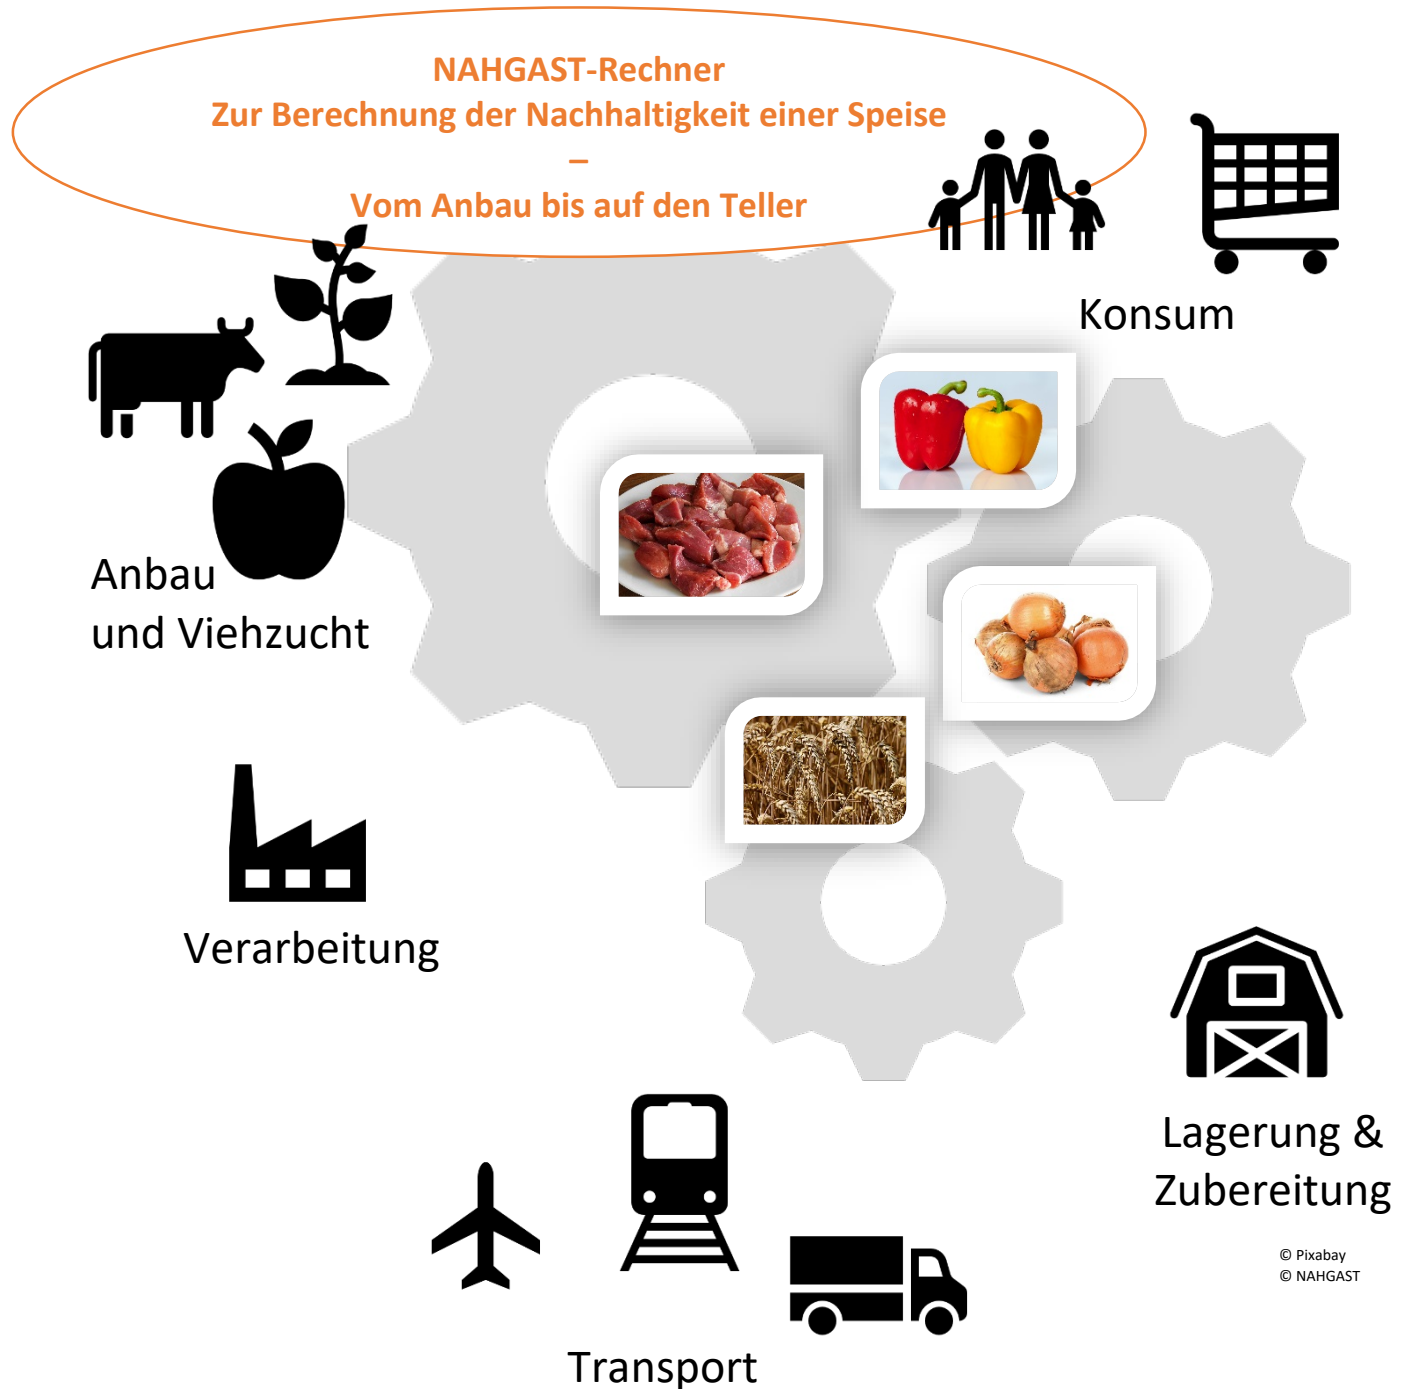 NAHGAST-Rechner
Zur Berechnung der Nachhaltigkeit einer Speise
–
Vom Anbau bis auf den Teller
Konsum
Anbau
und Viehzucht
Verarbeitung
Lagerung &
Zubereitung
© Pixabay
© NAHGAST
Transport